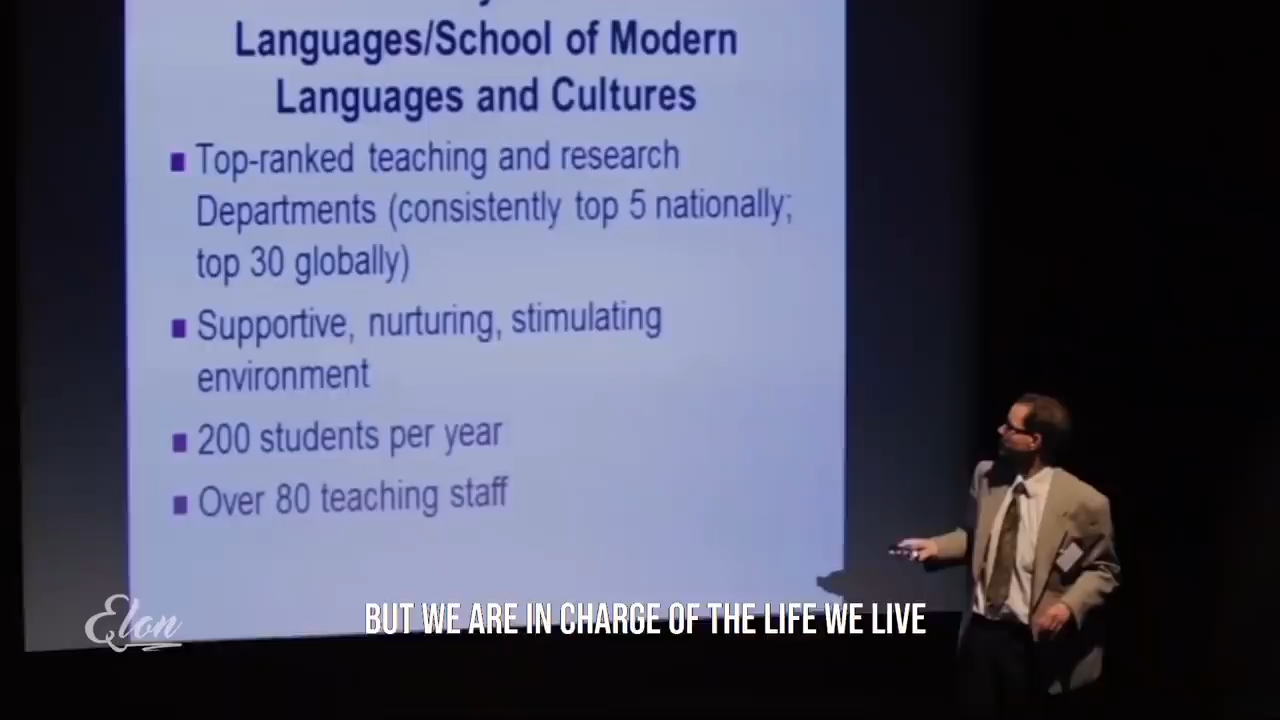 Languages/School of Modern
Languages and Cultures
■ Top-ranked teaching and research
Departments (consistently top 5 nationally;
top 30 globally)
■ Supportive, nurturing, stimulating
environment
■ 200 students per year
■ Over 80 teaching staff
Elon
BUT WE ARE IN CHARGE OF THE LIFE WE LIVE